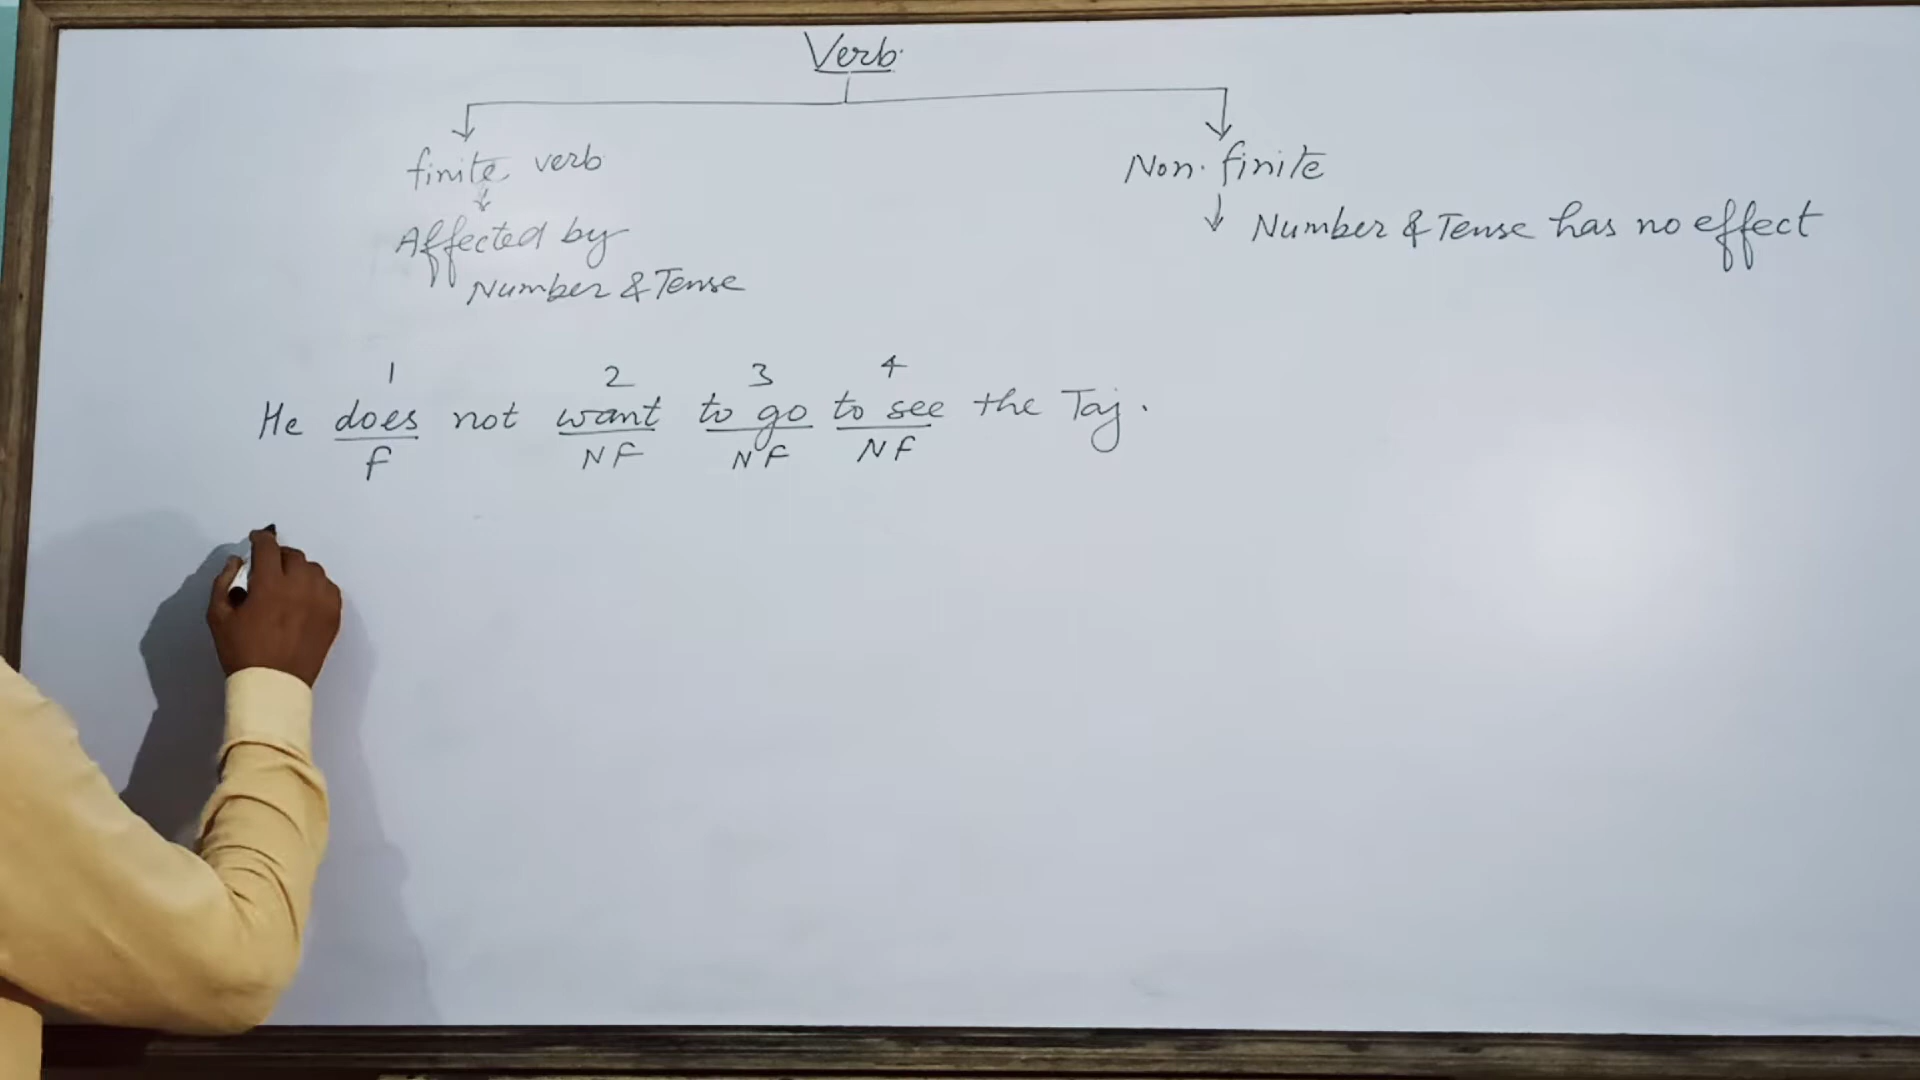 Verb
finite verb
Non-finite
Affected by
Number & Tense
Number & Tense has no effect
1 2 3 4
He does not want to go to see the Taj.
F NF NF NF